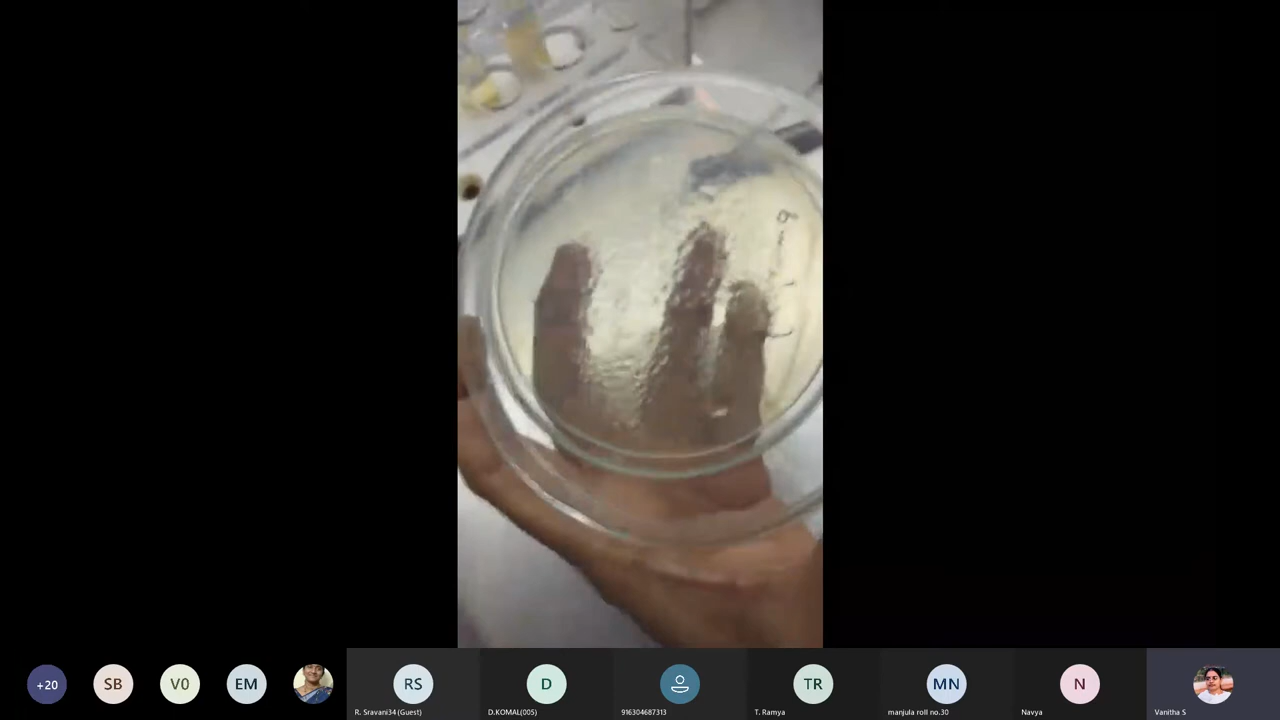 +20
SB
V0
EM
RS
D
TR
MN
N
R. Sravani34 (Guest)
D.KOMAL(005)
916304687313
T. Ramya
manjula roll no.30
Navya
Vanitha S